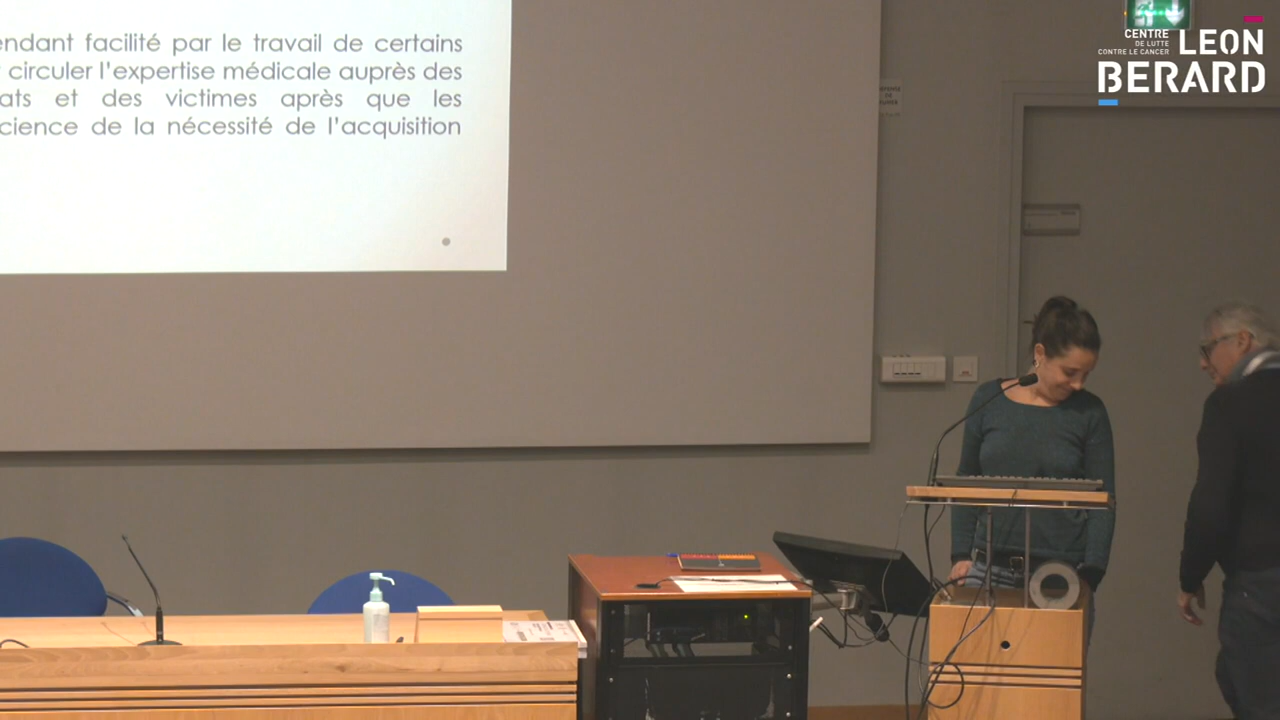 endant facilité par le travail de certains
circuler l'expertise médicale auprès des
ats et des victimes après que les
cience de la nécessité de l'acquisition
CENTRE
DE LUTTE
CONTRE LE CANCER
LEON
BERARD